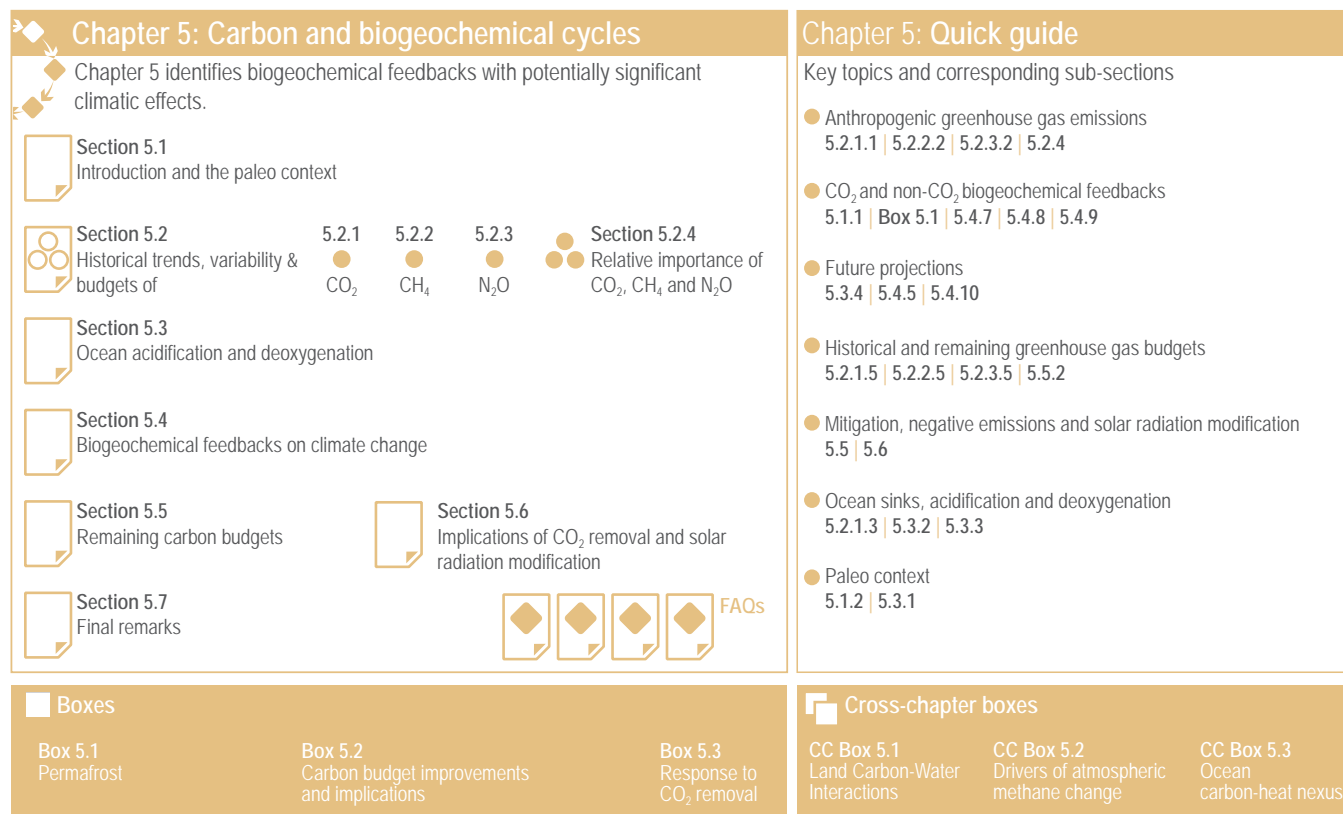 Chapter 5: Carbon and biogeochemical cycles
Chapter 5 identifies biogeochemical feedbacks with potentially significant
climatic effects.
Section 5.1
Introduction and the paleo context
Section 5.2
Historical trends, variability &
budgets of
5.2.1
CO₂
5.2.2
CH₄
5.2.3
N₂O
Section 5.2.4
Relative importance of
CO₂, CH₄ and N₂O
Section 5.3
Ocean acidification and deoxygenation
Section 5.4
Biogeochemical feedbacks on climate change
Section 5.5
Remaining carbon budgets
Section 5.6
Implications of CO₂ removal and solar
radiation modification
Section 5.7
Final remarks
FAQs
Chapter 5: Quick guide
Key topics and corresponding sub-sections
Anthropogenic greenhouse gas emissions
5.2.1.1 | 5.2.2.2 | 5.2.3.2 | 5.2.4
CO₂ and non-CO₂ biogeochemical feedbacks
5.1.1 | Box 5.1 | 5.4.7 | 5.4.8 | 5.4.9
Future projections
5.3.4 | 5.4.5 | 5.4.10
Historical and remaining greenhouse gas budgets
5.2.1.5 | 5.2.2.5 | 5.2.3.5 | 5.5.2
Mitigation, negative emissions and solar radiation modification
5.5 | 5.6
Ocean sinks, acidification and deoxygenation
5.2.1.3 | 5.3.2 | 5.3.3
Paleo context
5.1.2 | 5.3.1
Boxes
Box 5.1
Permafrost
Box 5.2
Carbon budget improvements
and implications
Box 5.3
Response to
CO₂ removal
Cross-chapter boxes
CC Box 5.1
Land Carbon-Water
Interactions
CC Box 5.2
Drivers of atmospheric
methane change
CC Box 5.3
Ocean
carbon-heat nexus